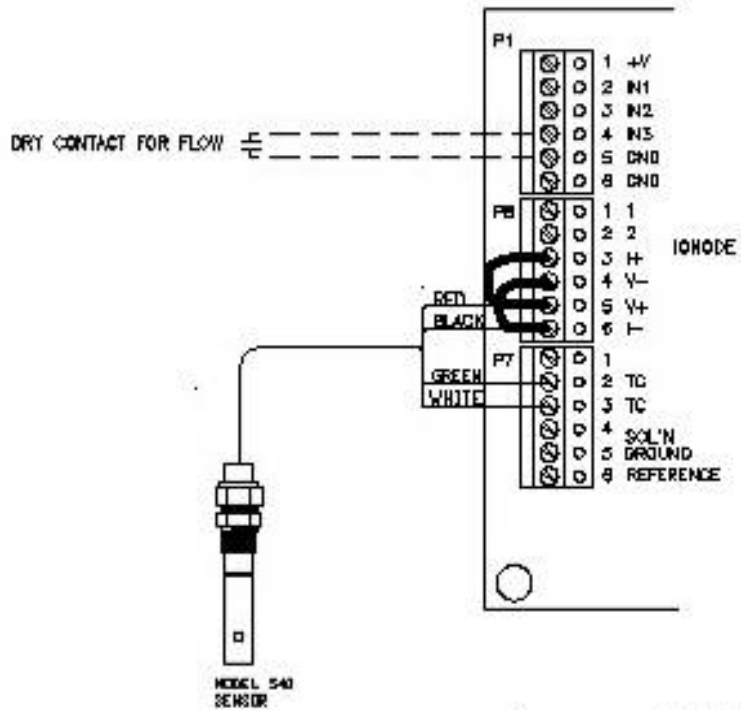 P1
1 +V
2 IN1
3 IN2
4 IN3
5 GND
6 GND
DRY CONTACT FOR FLOW
P6
1 1
2 2
3 I+
4 V-
5 V+
6 I-
IONODE
RED
BLACK
GREEN
WHITE
P7
1
2 TC
3 TC
4 SOL'N
5 GROUND
6 REFERENCE
MODEL 540
SENSOR